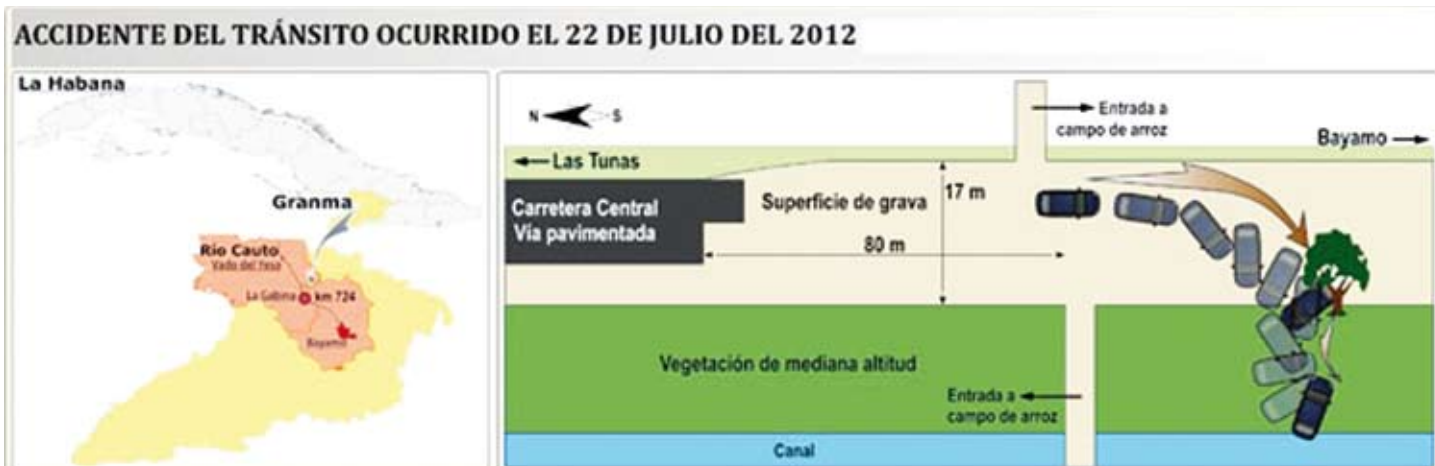 ACCIDENTE DEL TRÁNSITO OCURRIDO EL 22 DE JULIO DEL 2012
La Habana
Granma
Río Cauto
Vado del Yeso
La Gabina
km 724
Bayamo
N
S
Entrada a
campo de arroz
Bayamo
Las Tunas
Carretera Central
Vía pavimentada
Superficie de grava
17 m
80 m
Vegetación de mediana altitud
Entrada a
campo de arroz
Canal